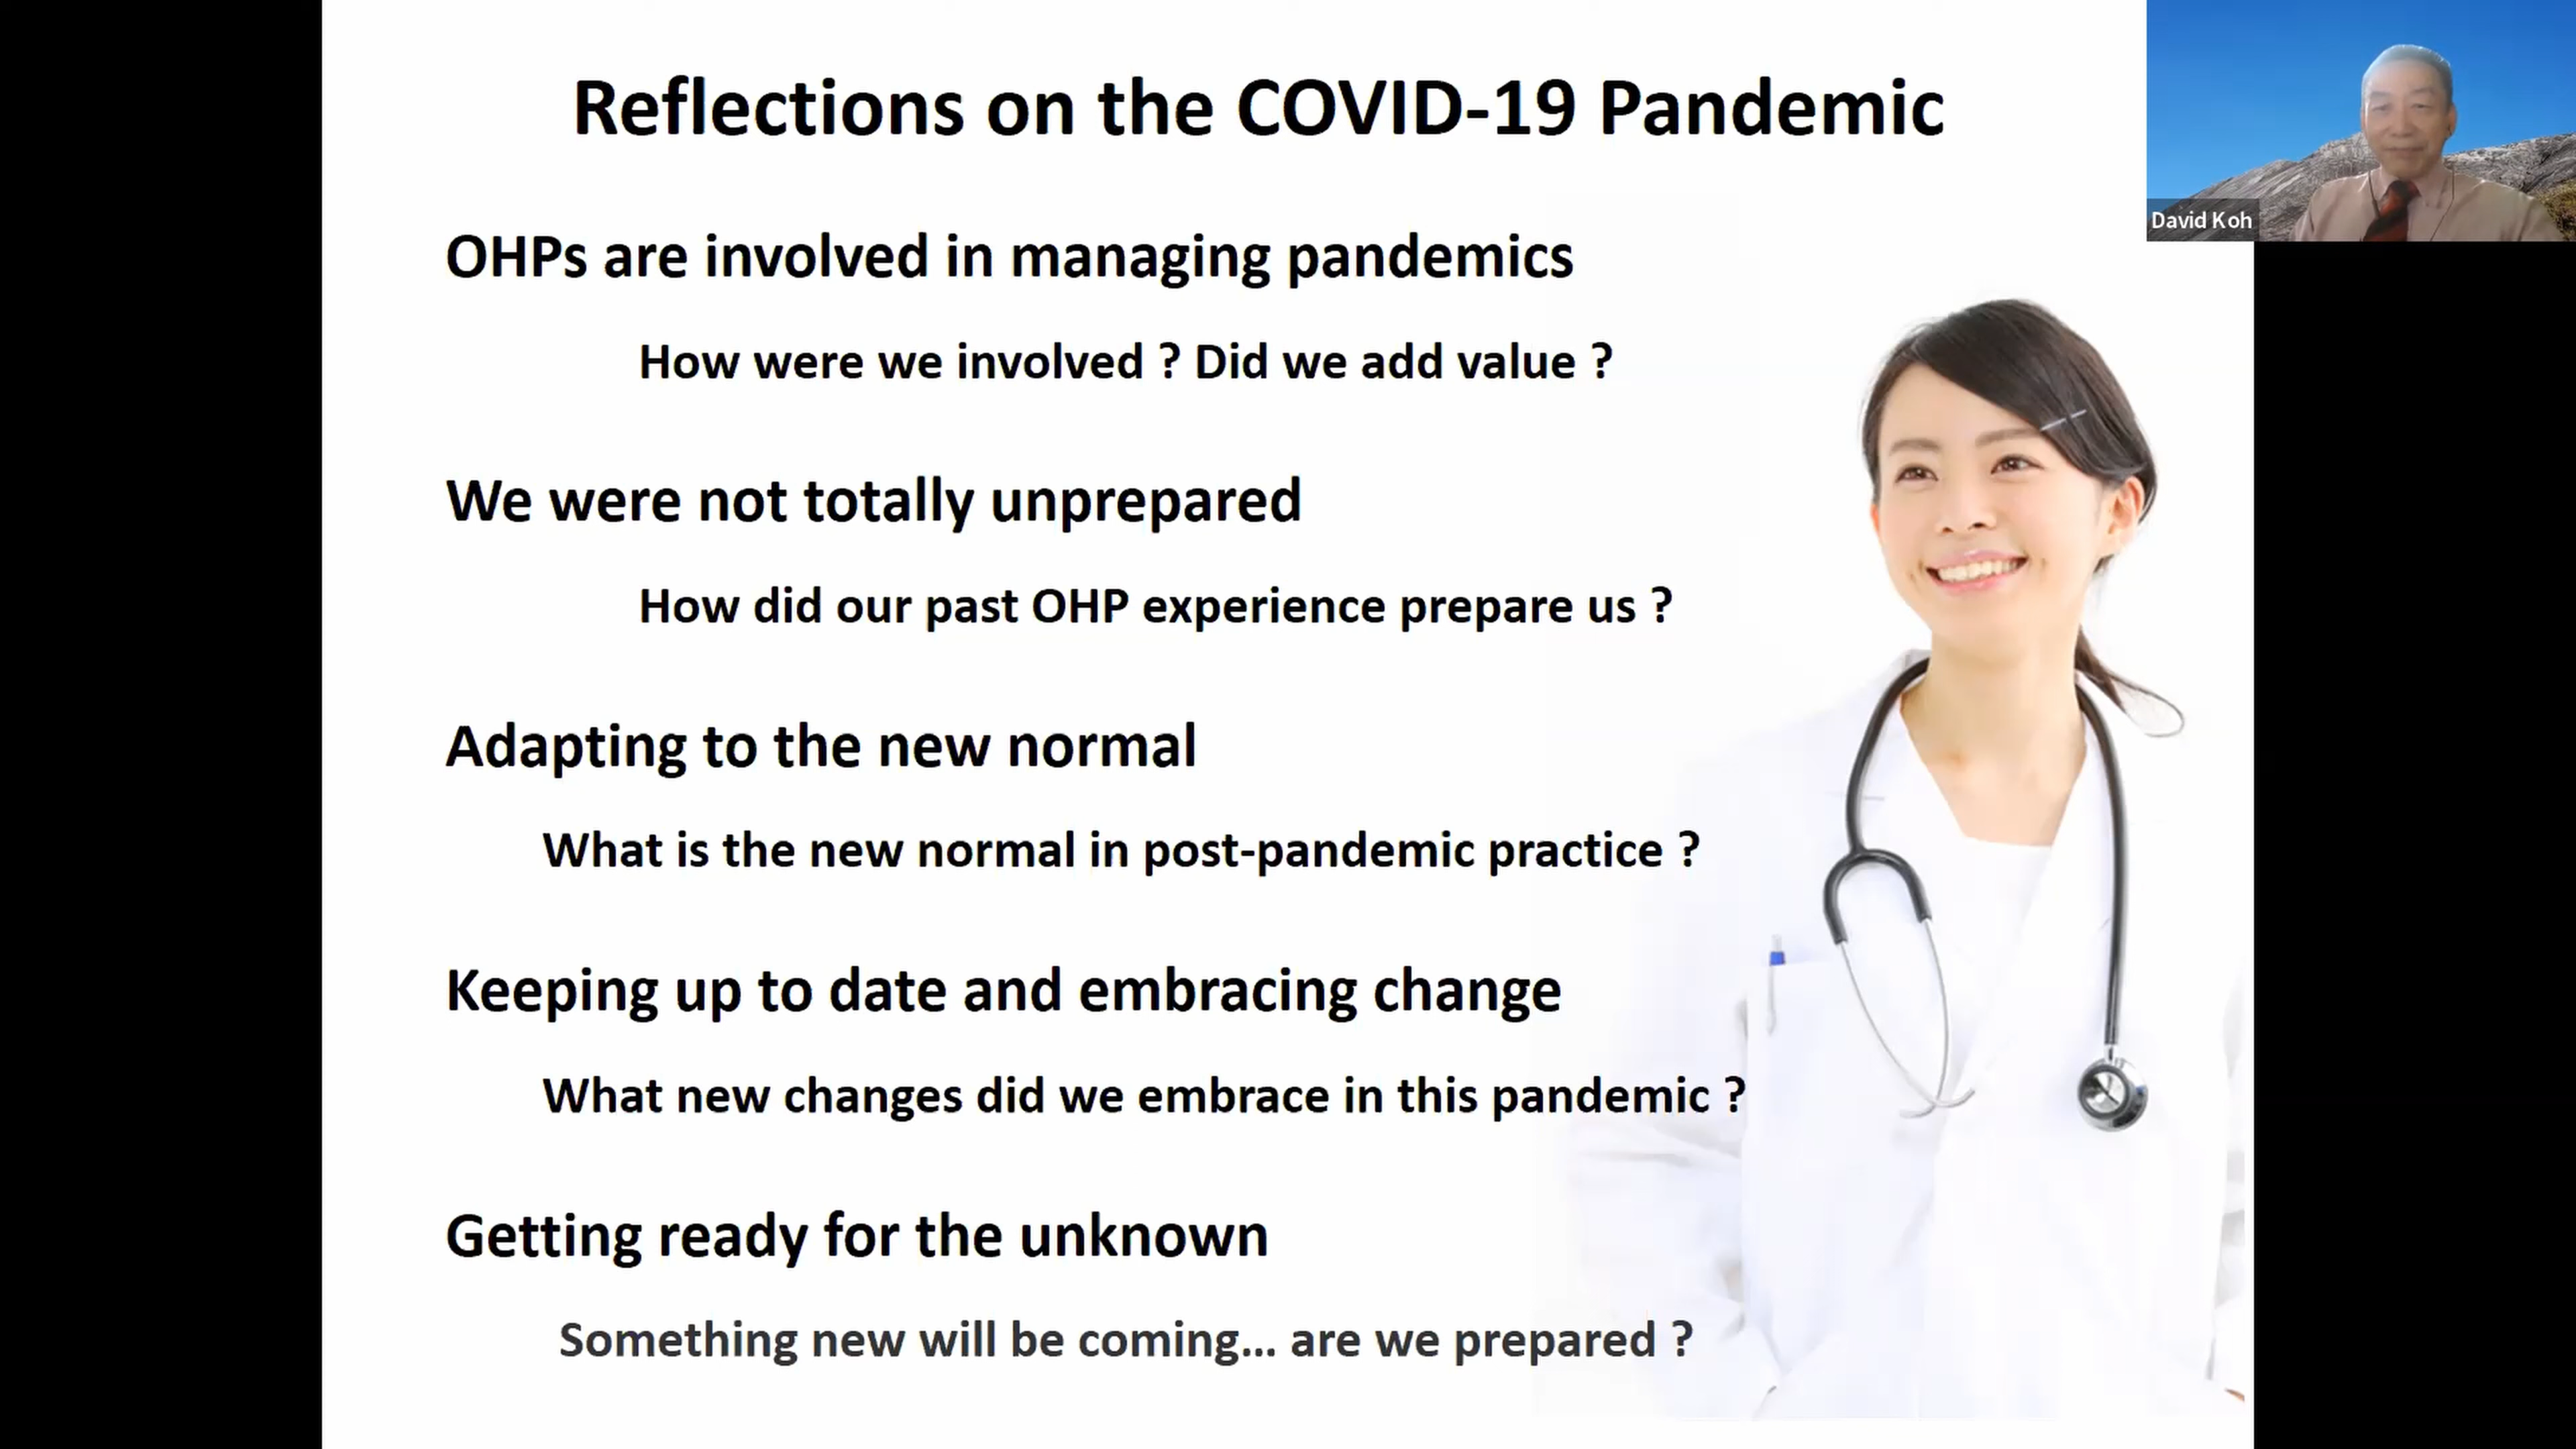 Reflections on the COVID-19 Pandemic
David Koh
OHPs are involved in managing pandemics
How were we involved ? Did we add value ?
We were not totally unprepared
How did our past OHP experience prepare us ?
Adapting to the new normal
What is the new normal in post-pandemic practice ?
Keeping up to date and embracing change
What new changes did we embrace in this pandemic ?
Getting ready for the unknown
Something new will be coming... are we prepared ?